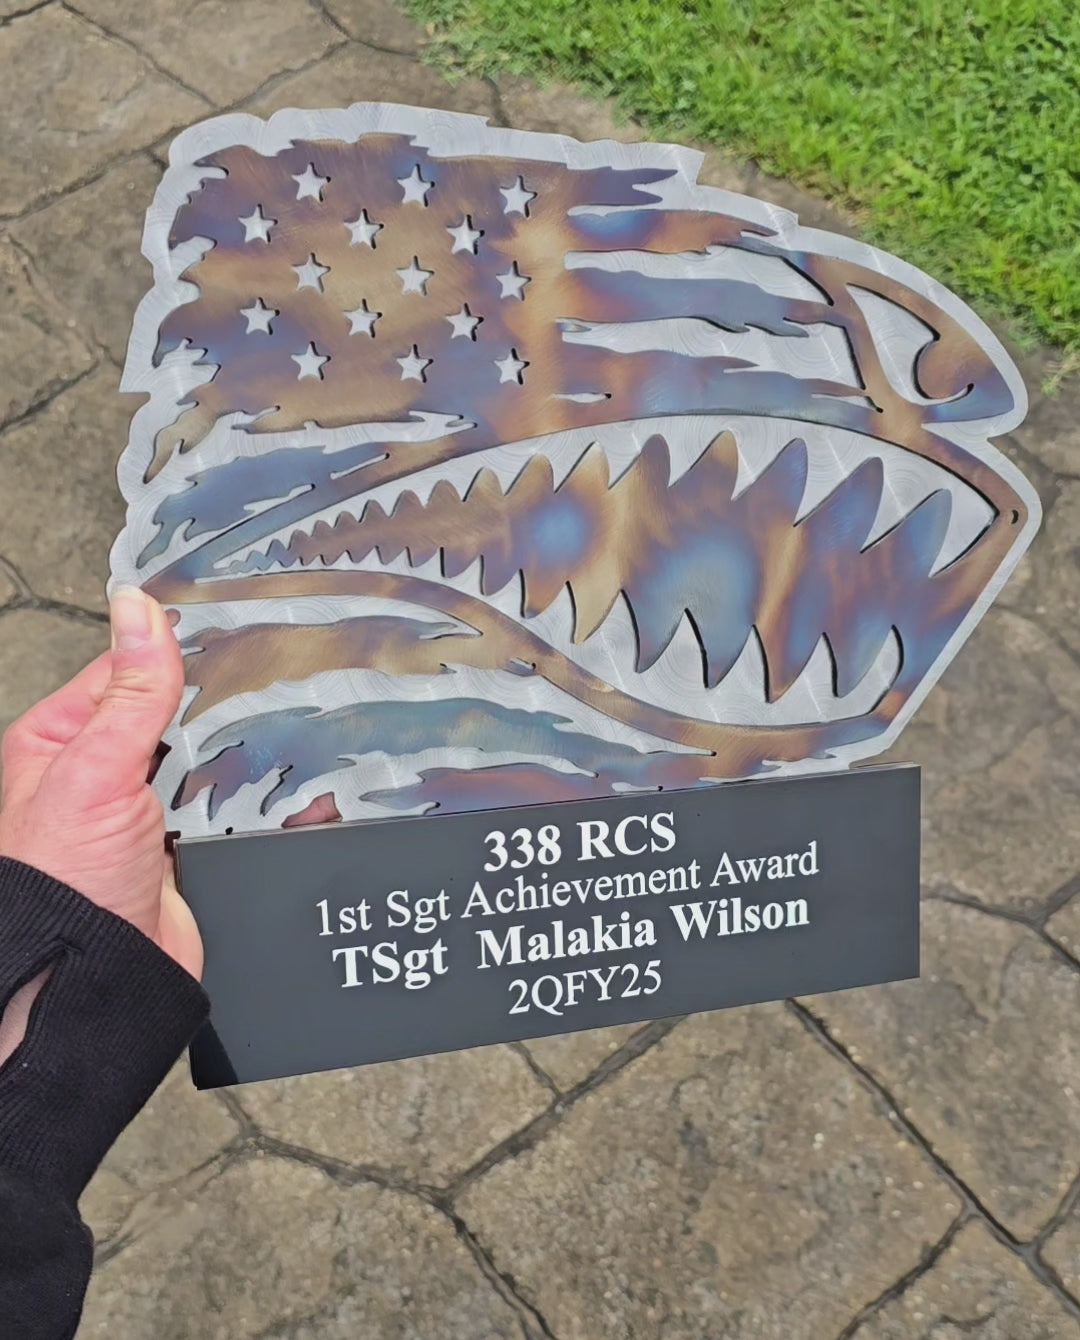 338 RCS
1st Sgt Achievement Award
TSgt Malakia Wilson
2QFY25